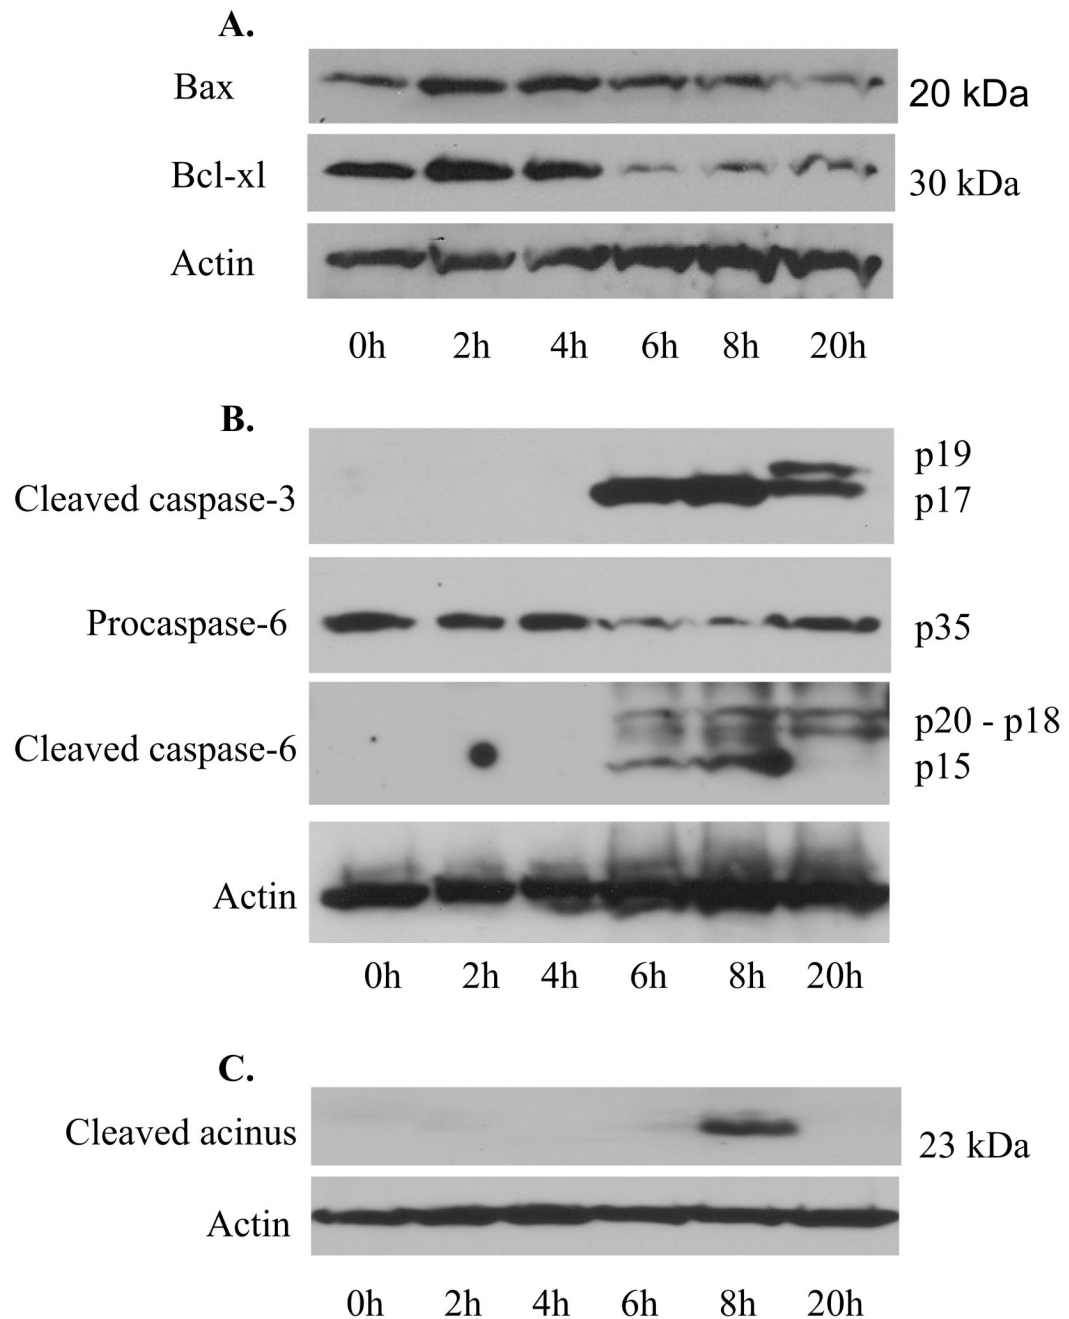 A.
Bax 20 kDa
Bcl-xl 30 kDa
Actin
0h 2h 4h 6h 8h 20h
B.
p19
Cleaved caspase-3 p17
Procaspase-6 p35
p20 - p18
Cleaved caspase-6 p15
Actin
0h 2h 4h 6h 8h 20h
C.
Cleaved acinus 23 kDa
Actin
0h 2h 4h 6h 8h 20h